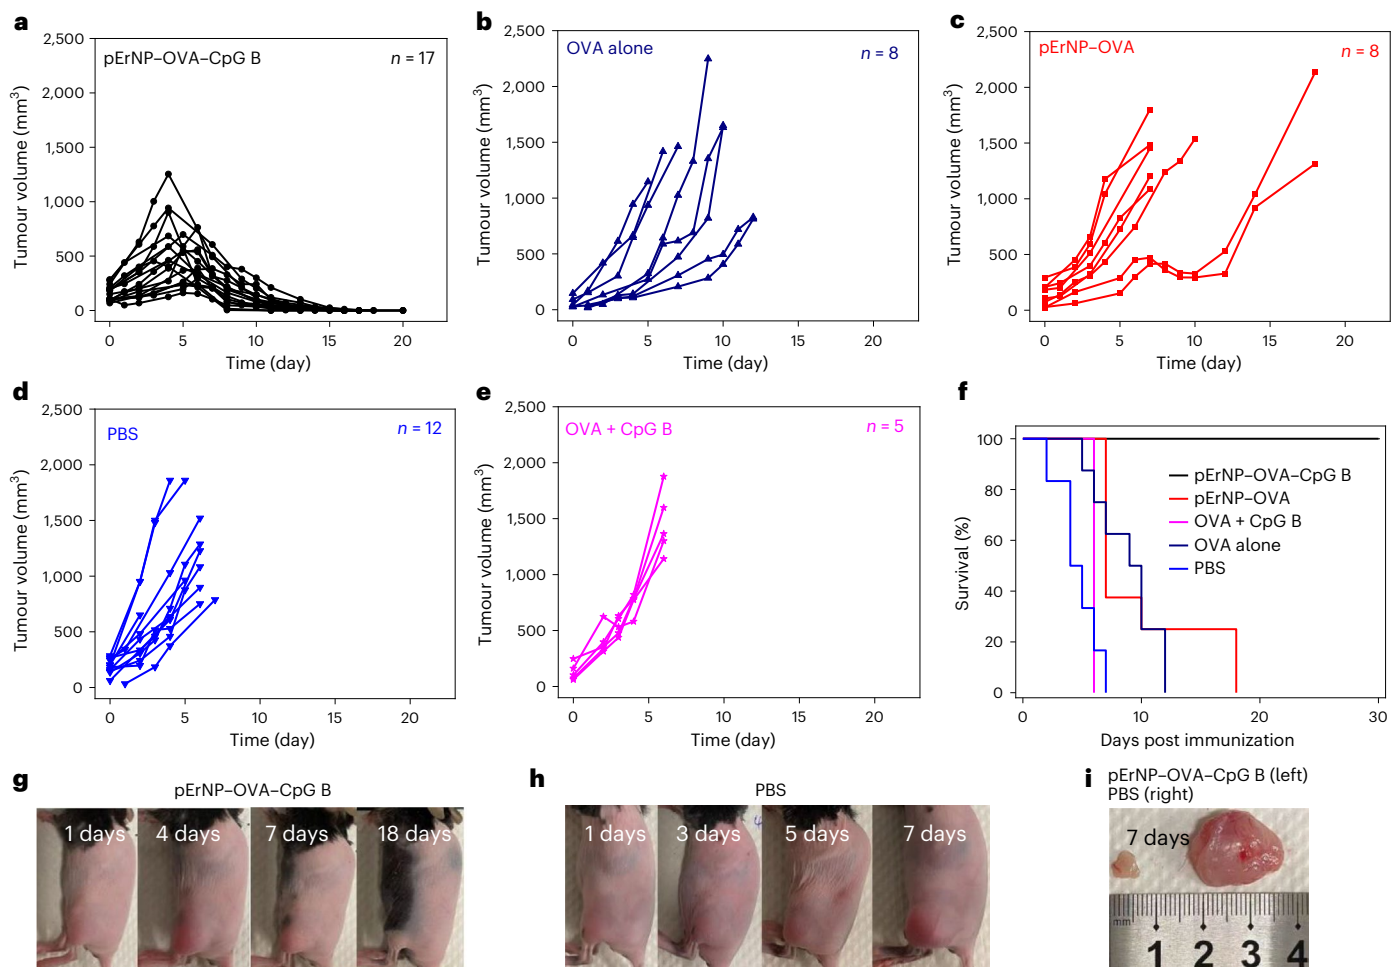 a
2,500
2,000
1,500
1,000
500
0
Tumour volume (mm³)
pErNP–OVA–CpG B
n = 17
0 5 10 15 20
Time (day)
b
2,500
2,000
1,500
1,000
500
0
Tumour volume (mm³)
OVA alone
n = 8
0 5 10 15 20
Time (day)
c
2,500
2,000
1,500
1,000
500
0
Tumour volume (mm³)
pErNP–OVA
n = 8
0 5 10 15 20
Time (day)
d
2,500
2,000
1,500
1,000
500
0
Tumour volume (mm³)
PBS
n = 12
0 5 10 15 20
Time (day)
e
2,500
2,000
1,500
1,000
500
0
Tumour volume (mm³)
OVA + CpG B
n = 5
0 5 10 15 20
Time (day)
f
100
80
60
40
20
0
Survival (%)
pErNP–OVA–CpG B
pErNP–OVA
OVA + CpG B
OVA alone
PBS
0 10 20 30
Days post immunization
g
pErNP–OVA–CpG B
1 days 4 days 7 days 18 days
h
PBS
1 days 3 days 5 days 7 days
i
pErNP–OVA–CpG B (left)
PBS (right)
7 days
mm
1 2 3 4